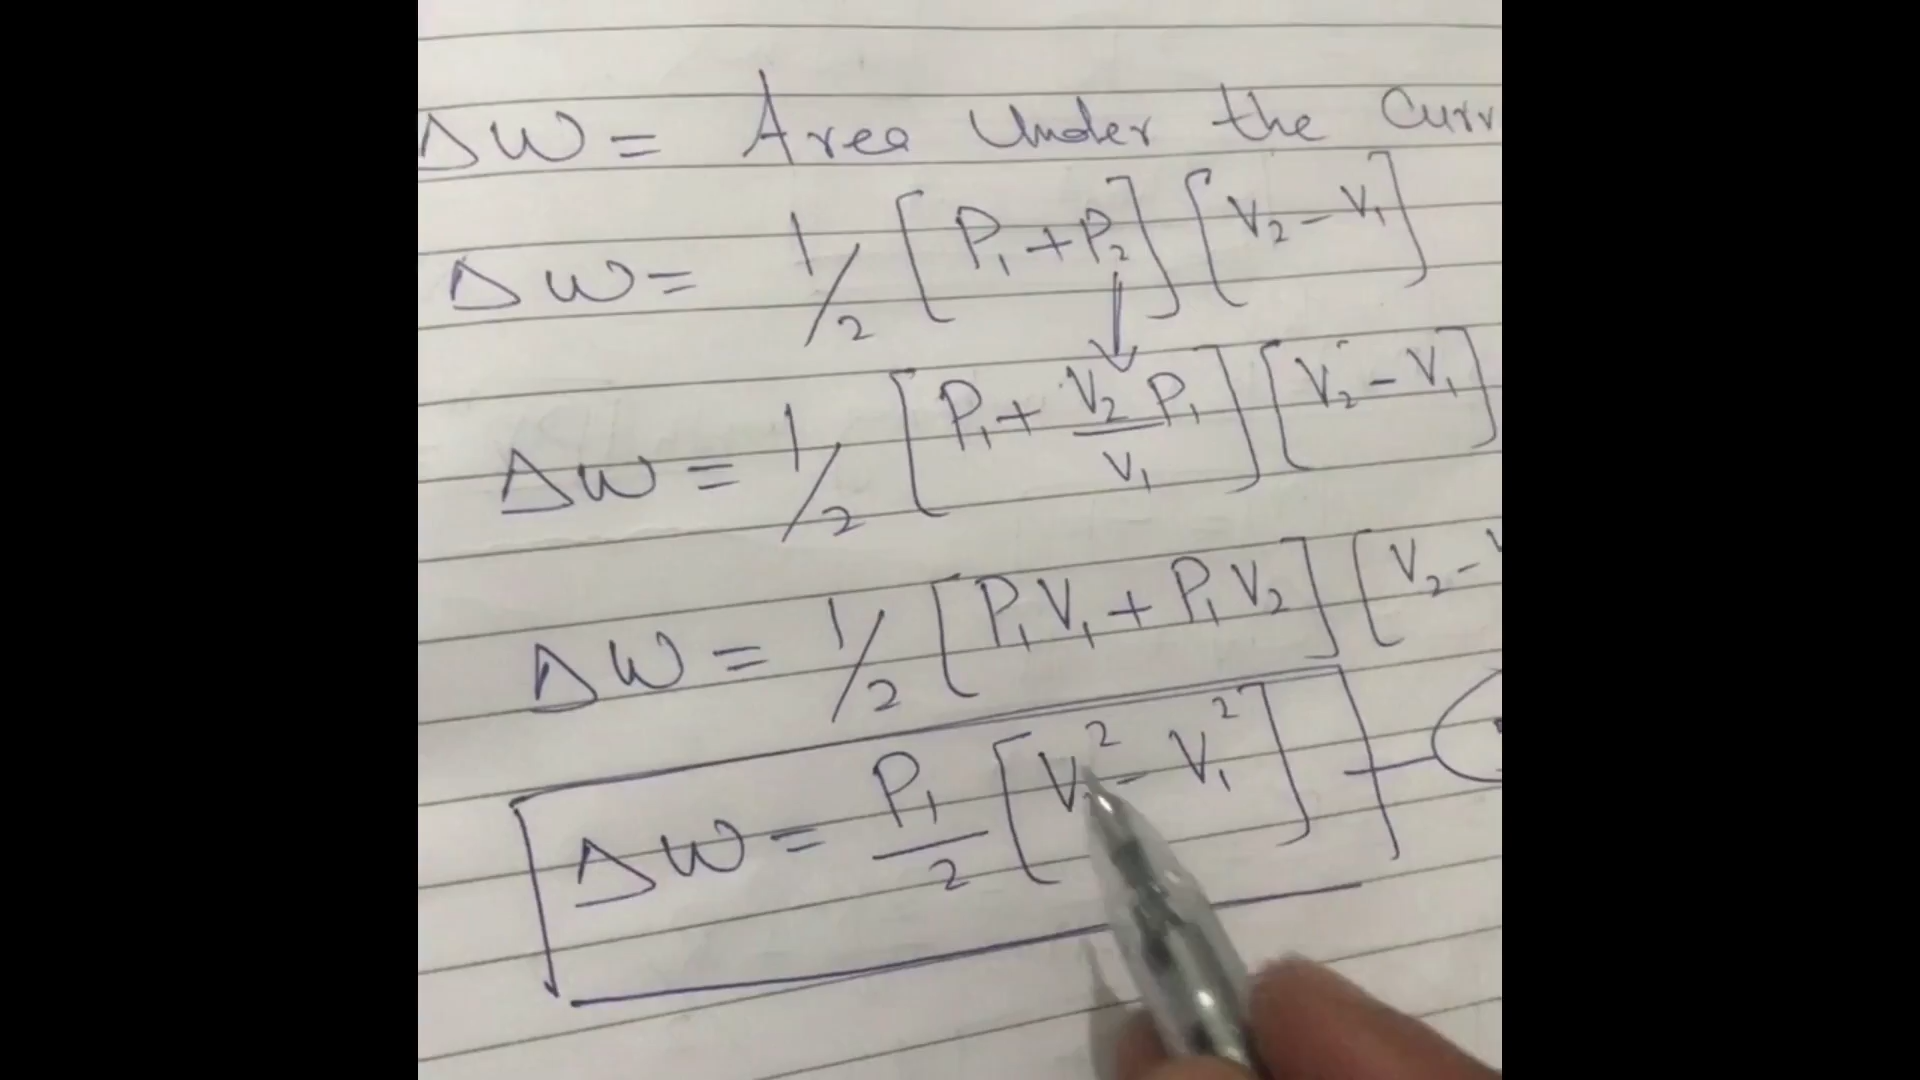 ΔW = Area Under the Curv
ΔW = 1/2 [P₁ + P₂] [V₂ - V₁]
ΔW = 1/2 [P₁ + V₂/V₁ P₁] [V₂ - V₁]
ΔW = 1/2 [P₁V₁ + P₁V₂] [V₂ -
ΔW = P₁/2 [V₂² - V₁²]